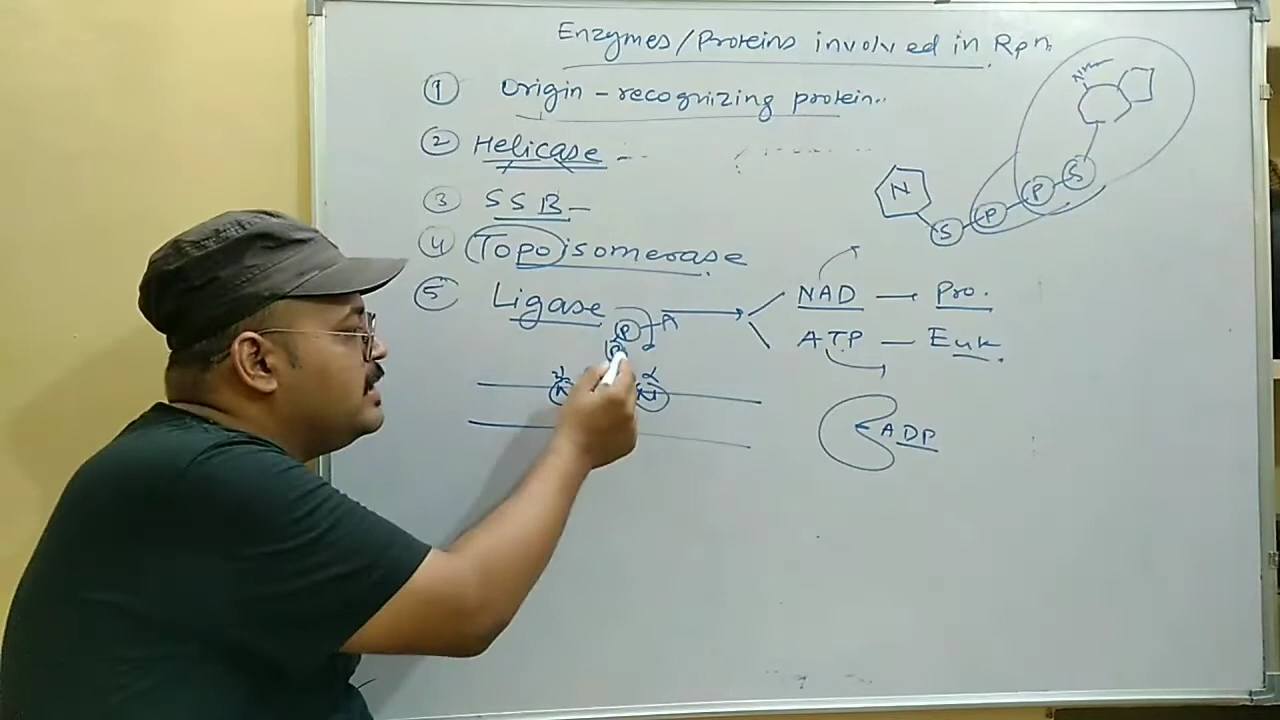 Enzymes/Proteins involved in Rpn.
① Origin - recognizing protein..
② Helicase -
③ SSB -
④ Topoisomerase
⑤ Ligase
NAD — Pro.
ATP — Euk.
ADP
P A
N
S P P S